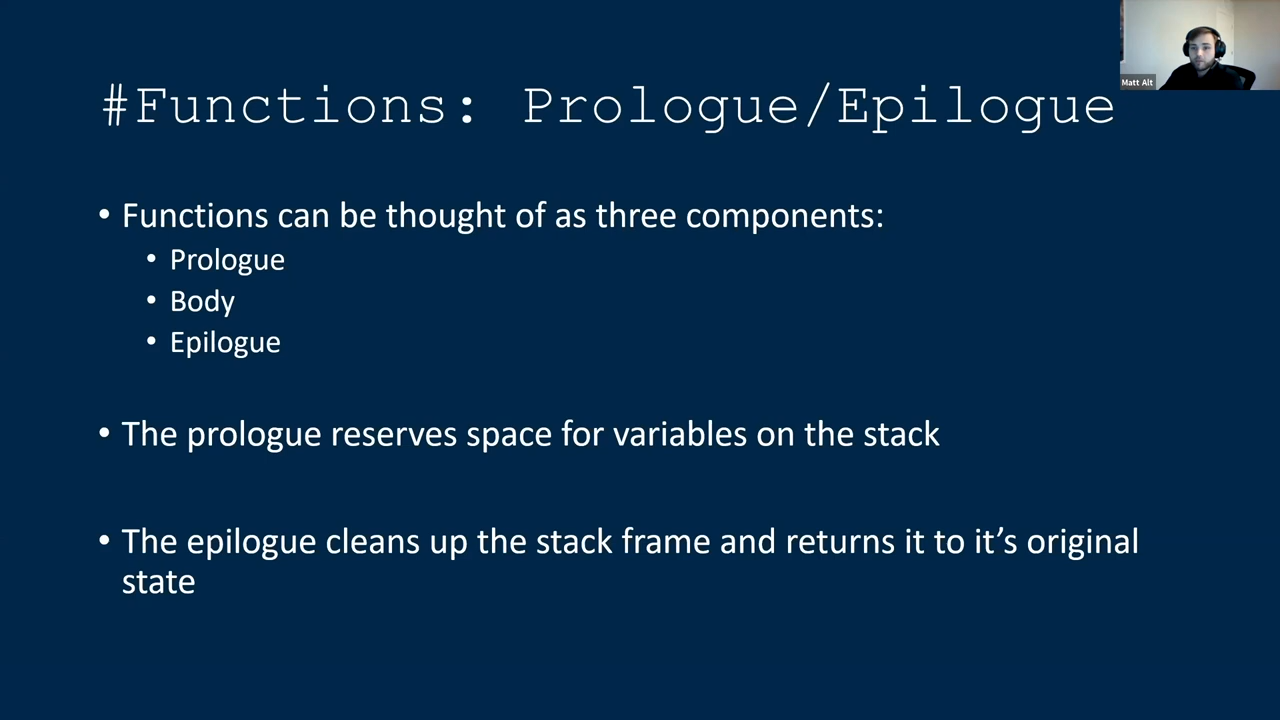 Matt Alt
#Functions: Prologue/Epilogue
• Functions can be thought of as three components:
• Prologue
• Body
• Epilogue
• The prologue reserves space for variables on the stack
• The epilogue cleans up the stack frame and returns it to it’s original
state